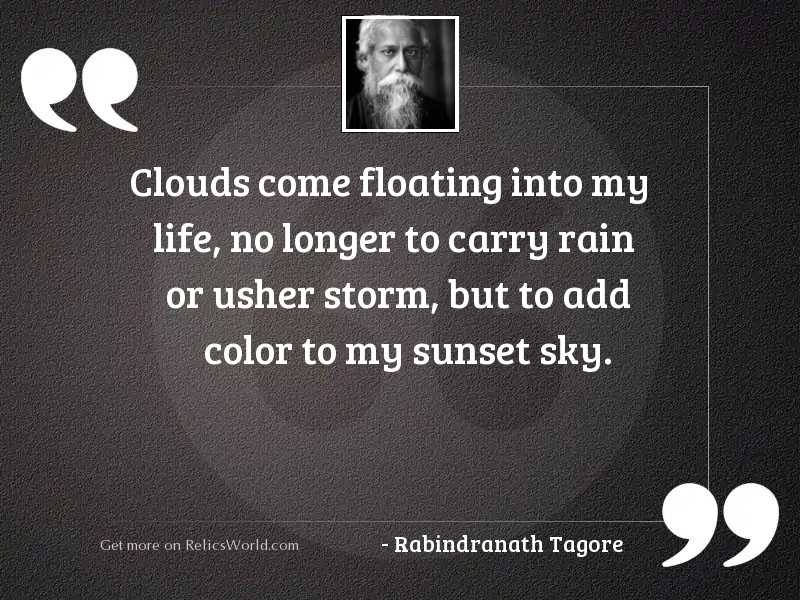 Clouds come floating into my
life, no longer to carry rain
or usher storm, but to add
color to my sunset sky.
Get more on RelicsWorld.com
- Rabindranath Tagore